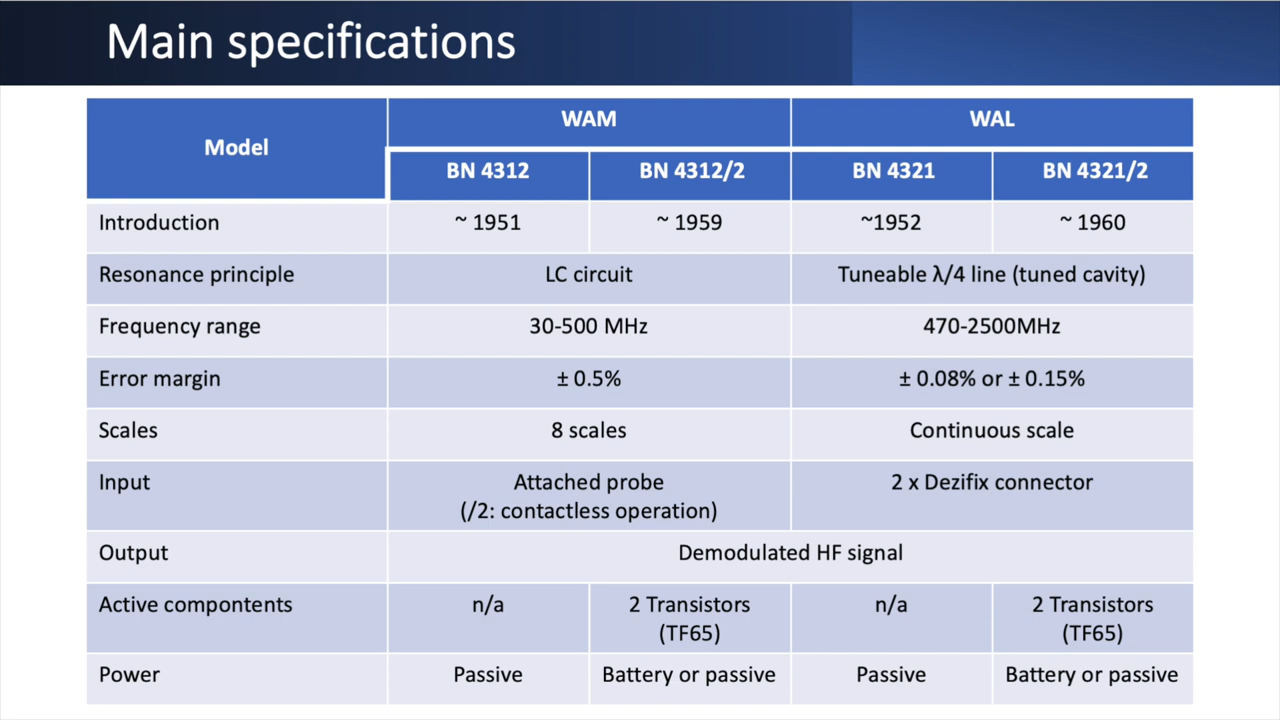 Main specifications
Model
WAM
WAL
BN 4312
BN 4312/2
BN 4321
BN 4321/2
Introduction
~ 1951
~ 1959
~1952
~ 1960
Resonance principle
LC circuit
Tuneable λ/4 line (tuned cavity)
Frequency range
30-500 MHz
470-2500MHz
Error margin
± 0.5%
± 0.08% or ± 0.15%
Scales
8 scales
Continuous scale
Input
Attached probe
(/2: contactless operation)
2 x Dezifix connector
Output
Demodulated HF signal
Active compontents
n/a
2 Transistors
(TF65)
n/a
2 Transistors
(TF65)
Power
Passive
Battery or passive
Passive
Battery or passive